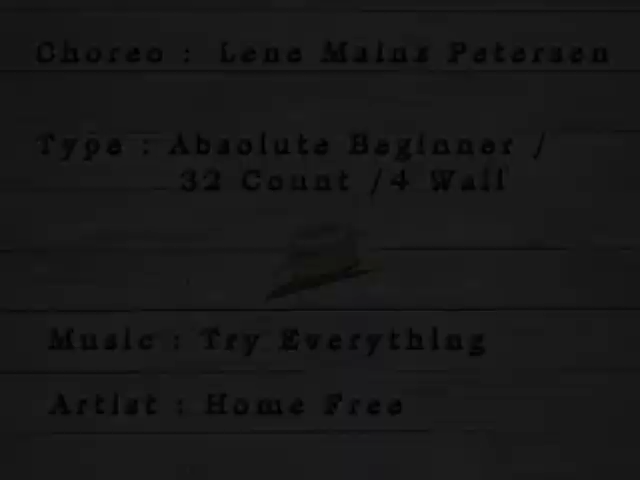 Choreo : Lene Mainz Petersen
Type : Absolute Beginner /
32 Count /4 Wall
Music : Try Everything
Artist : Home Free